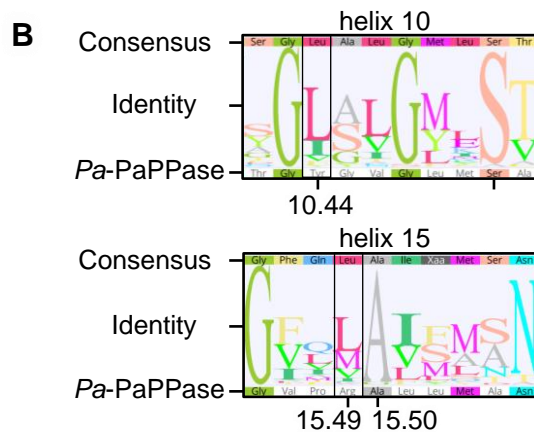 B
helix 10
Consensus
Ser Gly Leu Ala Leu Gly Met Leu Ser Thr
Identity
Pa-PaPPase
Thr Gly Tyr Gly Val Gly Leu Met Ser Ala
10.44
helix 15
Consensus
Gly Phe Gln Leu Ala Ile Xaa Met Ser Asn
Identity
Pa-PaPPase
Gly Val Pro Arg Ala Leu Leu Met Ala Asn
15.49 15.50